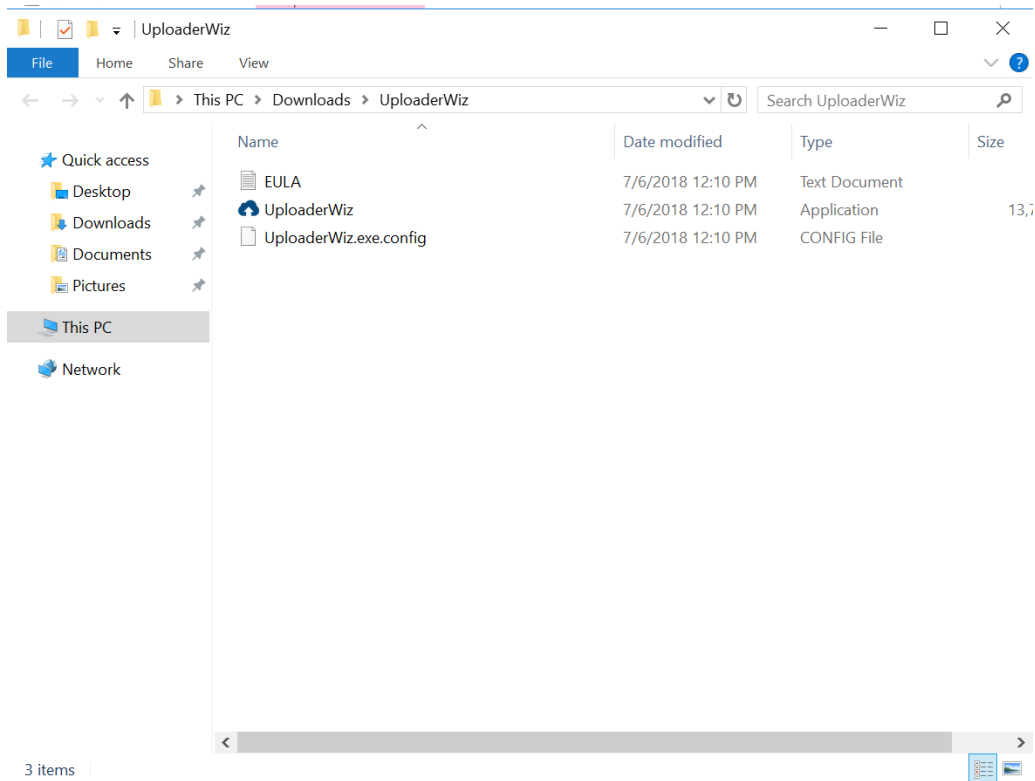 UploaderWiz
File Home Share View
This PC Downloads UploaderWiz Search UploaderWiz
Name Date modified Type Size
Quick access
Desktop
Downloads
Documents
Pictures
This PC
Network
EULA 7/6/2018 12:10 PM Text Document
UploaderWiz 7/6/2018 12:10 PM Application 13,7
UploaderWiz.exe.config 7/6/2018 12:10 PM CONFIG File
3 items